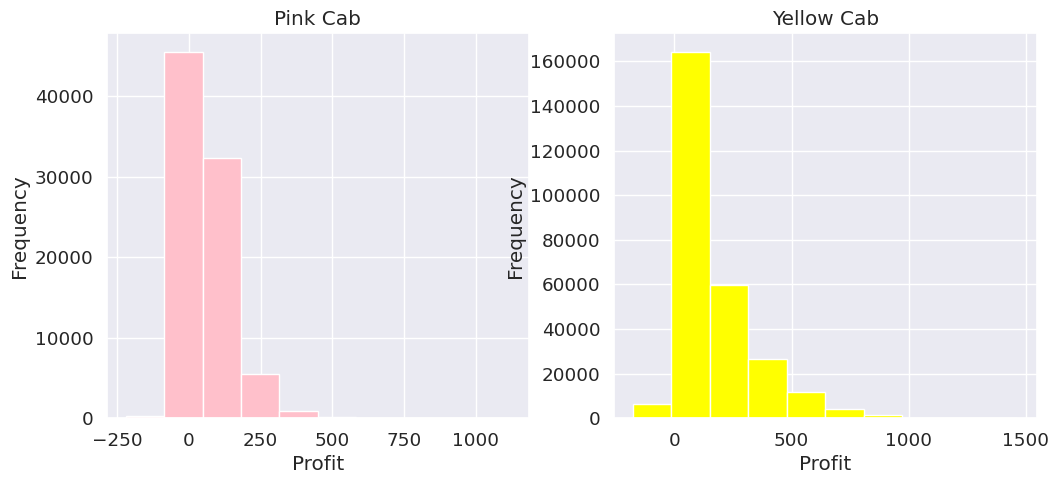 Pink Cab
Frequency
40000
30000
20000
10000
0
−250 0 250 500 750 1000
Profit
Yellow Cab
Frequency
160000
140000
120000
100000
80000
60000
40000
20000
0
0 500 1000 1500
Profit